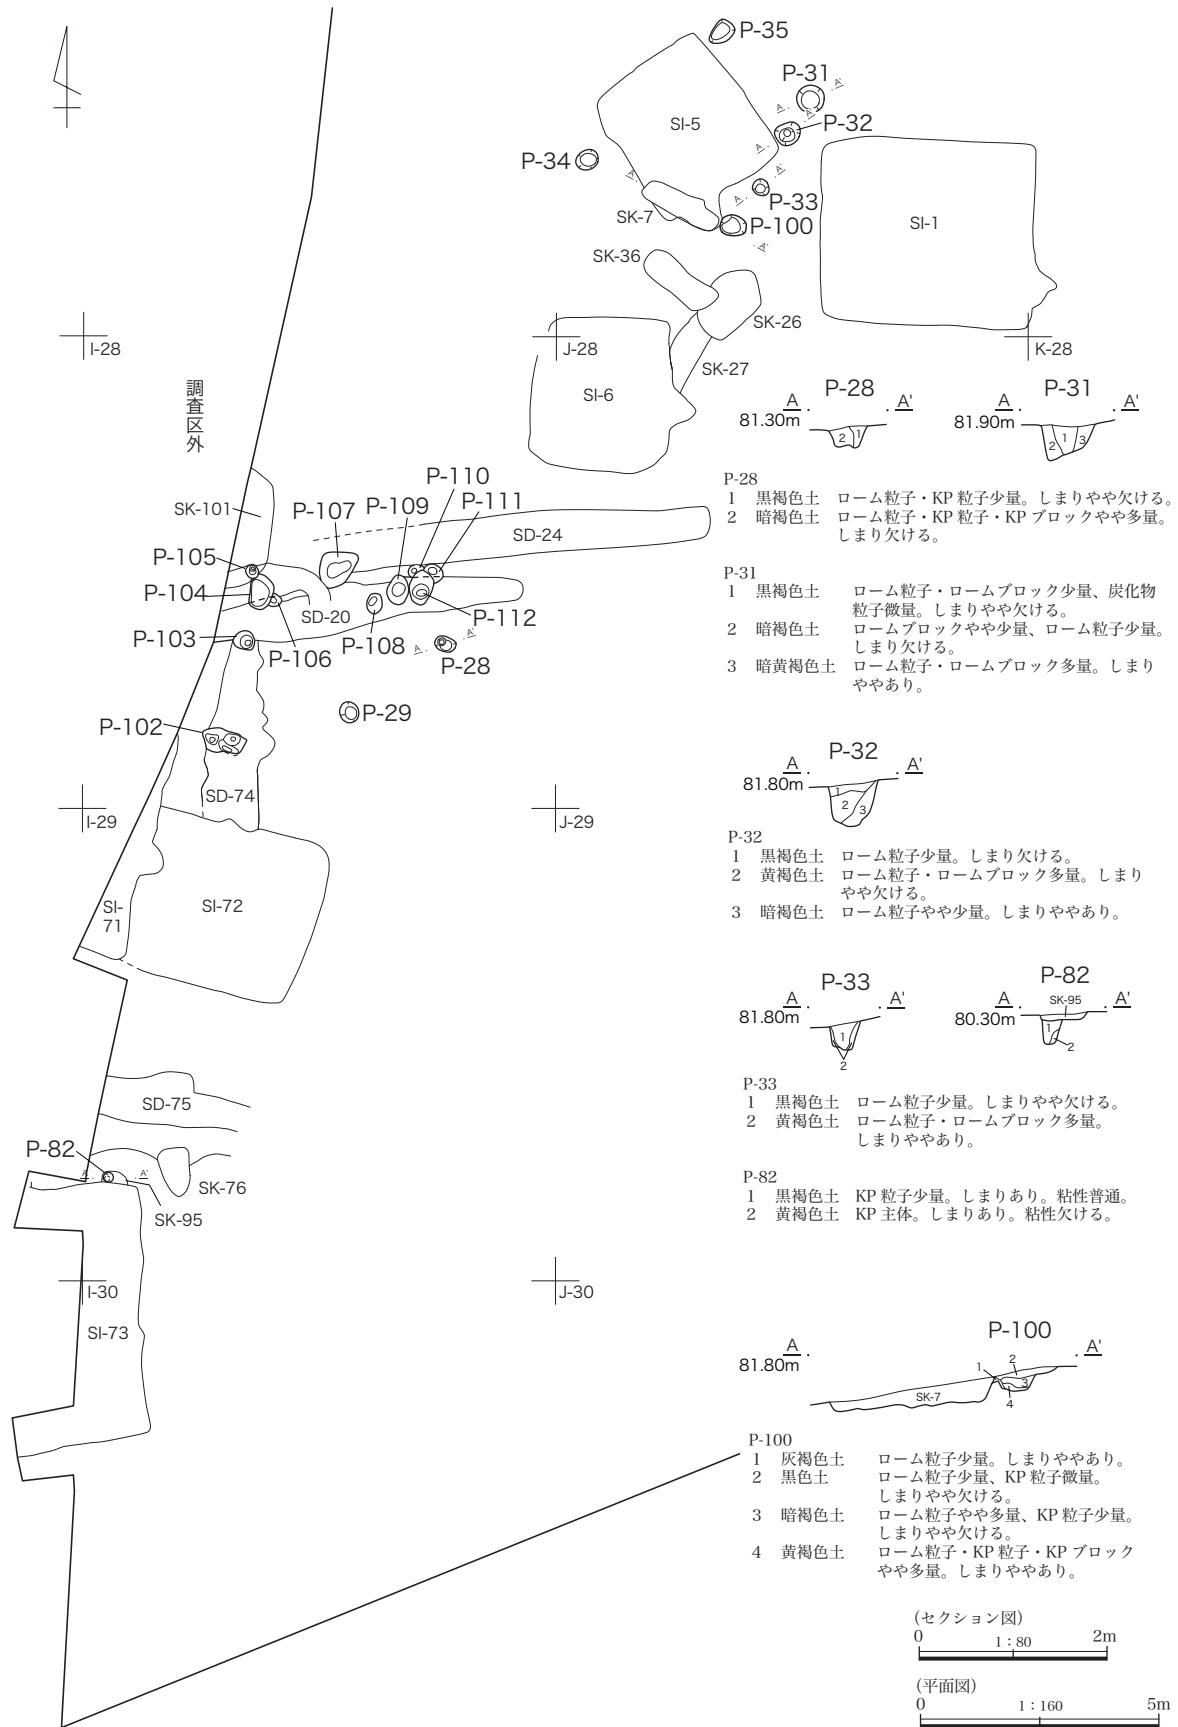 P-35
P-31
A'
A
A'
SI-5
P-32
A
P-34
A'
A
P-33
A
SK-7
P-100
SI-1
A'
SK-36
SK-26
I-28
J-28
K-28
SK-27
SI-6
調査区外
P-110
P-111
P-109
P-107
SK-101
SD-24
P-105
P-104
SD-20
P-112
P-103
P-106
P-108
A
A'
P-28
P-102
P-29
SD-74
I-29
J-29
SI-72
SI-
71
SD-75
P-82
A
A'
SK-76
SK-95
I-30
J-30
SI-73
P-28
A
A'
81.30m
2
1
P-31
A
A'
81.90m
2
1
3
P-28
1 黒褐色土 ローム粒子・KP 粒子少量。しまりやや欠ける。
2 暗褐色土 ローム粒子・KP 粒子・KP ブロックやや多量。
しまり欠ける。
P-31
1 黒褐色土 ローム粒子・ロームブロック少量、炭化物
粒子微量。しまりやや欠ける。
2 暗褐色土 ロームブロックやや少量、ローム粒子少量。
しまり欠ける。
3 暗黄褐色土 ローム粒子・ロームブロック多量。しまり
ややあり。
P-32
A
A'
81.80m
1
2
3
P-32
1 黒褐色土 ローム粒子少量。しまり欠ける。
2 黄褐色土 ローム粒子・ロームブロック多量。しまり
やや欠ける。
3 暗褐色土 ローム粒子やや少量。しまりややあり。
P-33
A
A'
81.80m
1
2
P-82
A
SK-95
A'
80.30m
1
2
P-33
1 黒褐色土 ローム粒子少量。しまりやや欠ける。
2 黄褐色土 ローム粒子・ロームブロック多量。
しまりややあり。
P-82
1 黒褐色土 KP 粒子少量。しまりあり。粘性普通。
2 黄褐色土 KP 主体。しまりあり。粘性欠ける。
P-100
A
A'
81.80m
1
2
3
SK-7
4
P-100
1 灰褐色土 ローム粒子少量。しまりややあり。
2 黒色土 ローム粒子少量、KP 粒子微量。
しまりやや欠ける。
3 暗褐色土 ローム粒子やや多量、KP 粒子少量。
しまりやや欠ける。
4 黄褐色土 ローム粒子・KP 粒子・KP ブロック
やや多量。しまりややあり。
(セクション図)
0 1:80 2m
(平面図)
0 1:160 5m